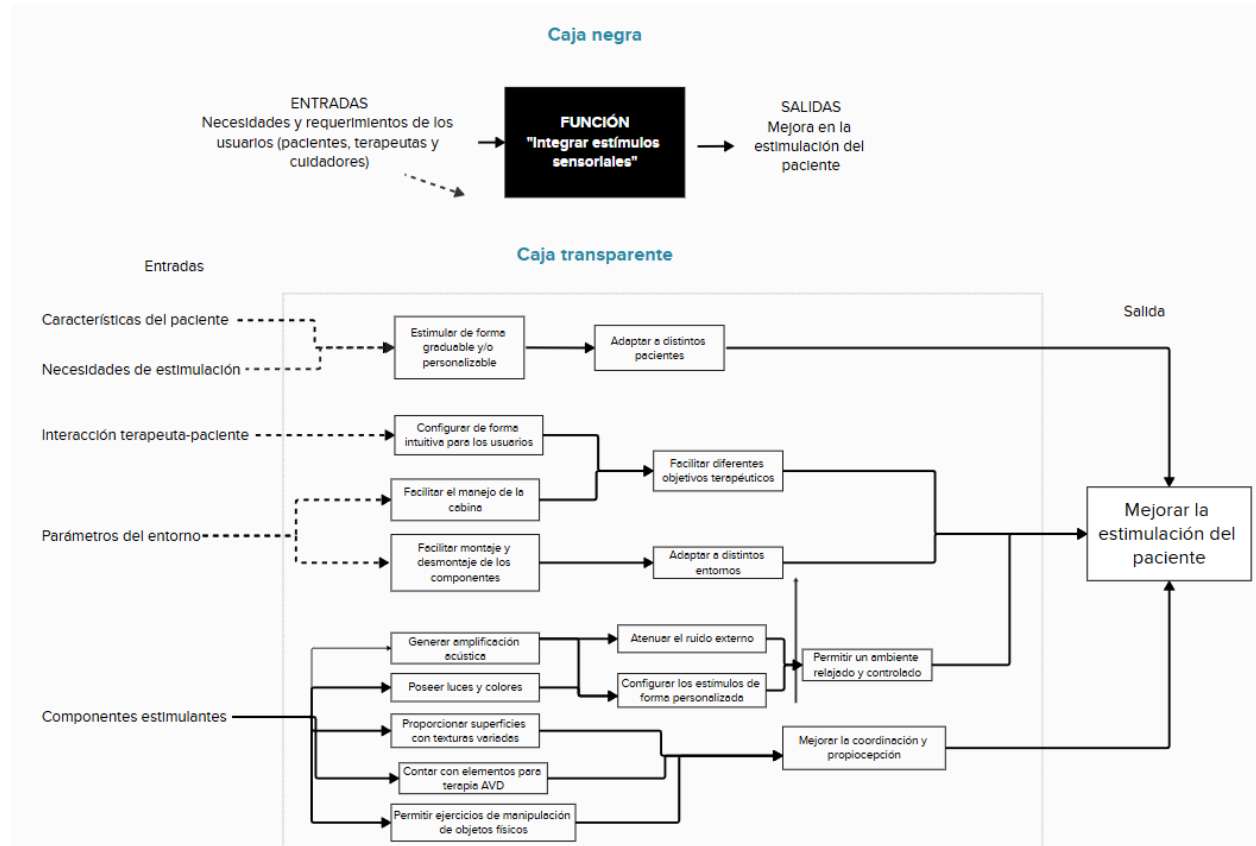 Caja negra
ENTRADAS
Necesidades y requerimientos de los
usuarios (pacientes, terapeutas y
cuidadores)
FUNCIÓN
"Integrar estímulos
sensoriales"
SALIDAS
Mejora en la
estimulación del
paciente
Caja transparente
Entradas
Salida
Características del paciente
Necesidades de estimulación
Estimular de forma
graduable y/o
personalizable
Adaptar a distintos
pacientes
Interacción terapeuta-paciente
Configurar de forma
intuitiva para los usuarios
Facilitar el manejo de la
cabina
Facilitar diferentes
objetivos terapéuticos
Parámetros del entorno
Facilitar montaje y
desmontaje de los
componentes
Adaptar a distintos
entornos
Mejorar la
estimulación del
paciente
Componentes estimulantes
Generar amplificación
acústica
Atenuar el ruido externo
Poseer luces y colores
Configurar los estímulos de
forma personalizada
Permitir un ambiente
relajado y controlado
Proporcionar superficies
con texturas variadas
Contar con elementos para
terapia AVD
Permitir ejercicios de manipulación
de objetos físicos
Mejorar la coordinación y
propiocepción